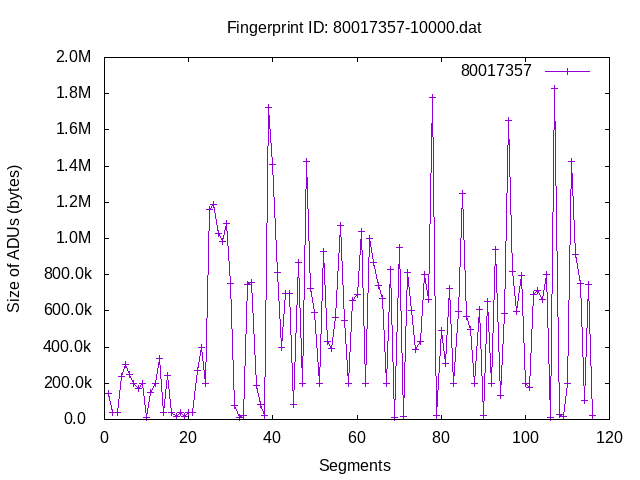 Fingerprint ID: 80017357-10000.dat
80017357
2.0M
1.8M
1.6M
1.4M
1.2M
1.0M
800.0k
600.0k
400.0k
200.0k
0.0
Size of ADUs (bytes)
0 20 40 60 80 100 120
Segments